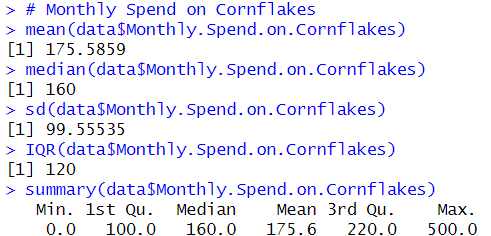 > # Monthly Spend on Cornflakes
> mean(data$Monthly.Spend.on.Cornflakes)
[1] 175.5859
> median(data$Monthly.Spend.on.Cornflakes)
[1] 160
> sd(data$Monthly.Spend.on.Cornflakes)
[1] 99.55535
> IQR(data$Monthly.Spend.on.Cornflakes)
[1] 120
> summary(data$Monthly.Spend.on.Cornflakes)
   Min. 1st Qu.  Median    Mean 3rd Qu.    Max.
    0.0   100.0   160.0   175.6   220.0   500.0